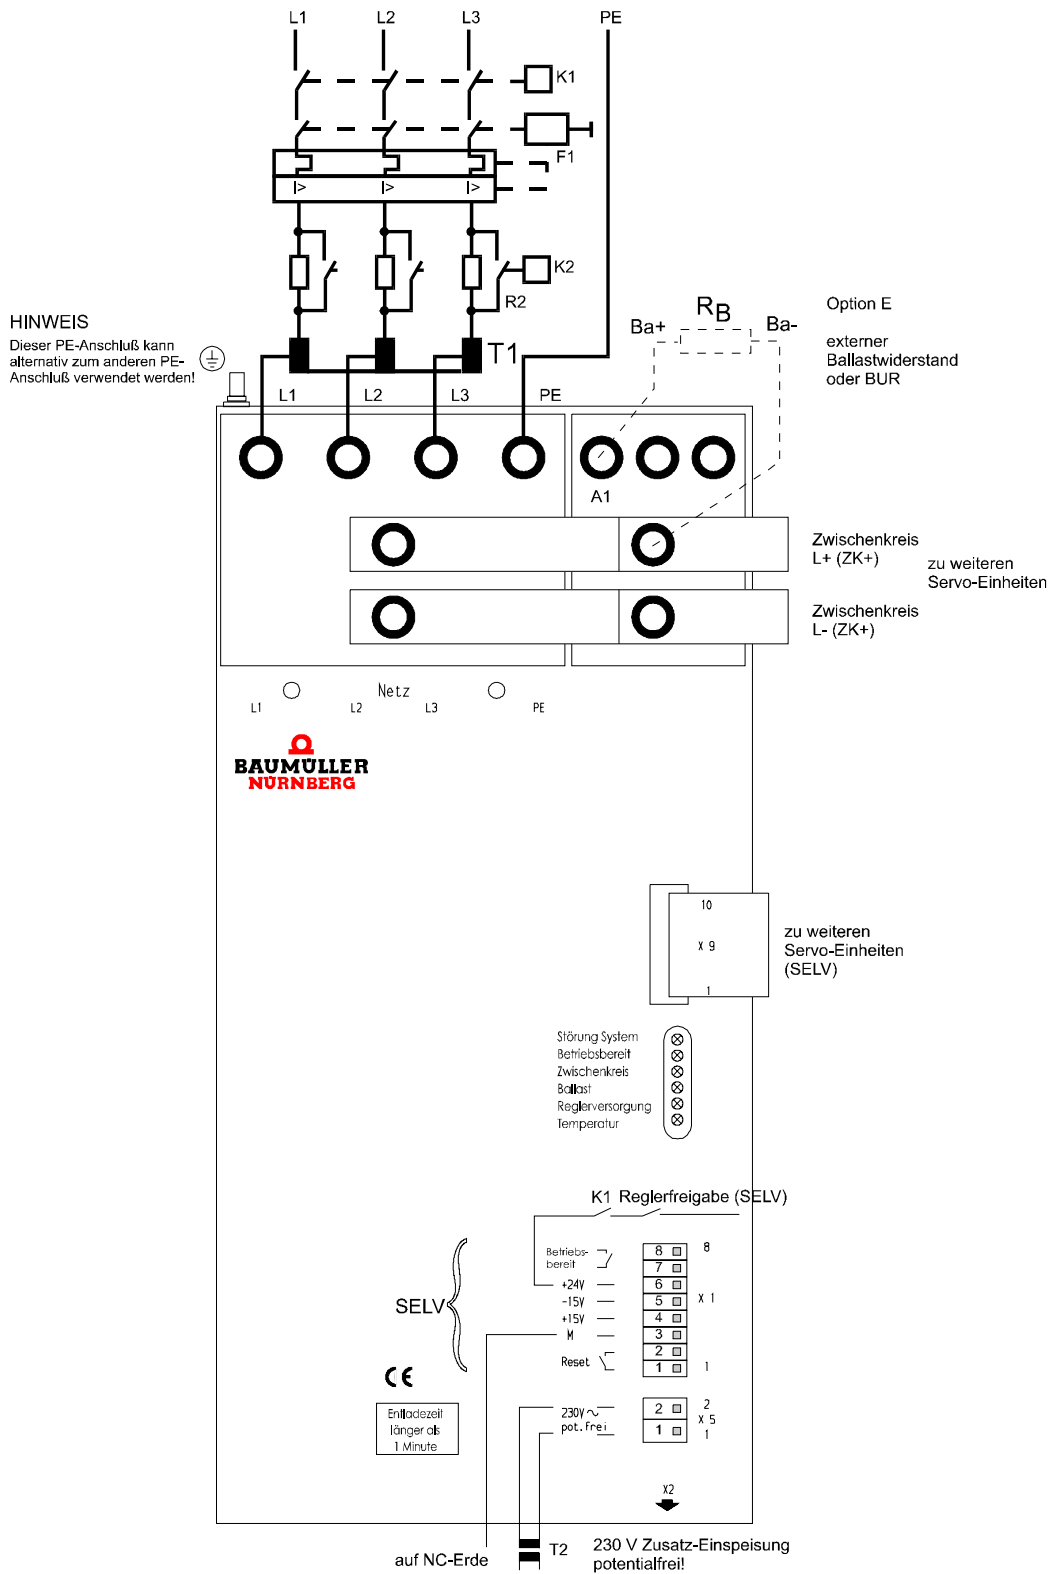 L1 L2 L3 PE
K1
F1
I> I> I>
K2
R2
T1
HINWEIS
Dieser PE-Anschluß kann
alternativ zum anderen PE-
Anschluß verwendet werden!
L1 L2 L3 PE
Ba+ RB Ba-
Option E
externer
Ballastwiderstand
oder BUR
A1
Zwischenkreis
L+ (ZK+)
zu weiteren
Servo-Einheiten
Zwischenkreis
L- (ZK+)
Netz
L1 L2 L3 PE
BAUMÜLLER
NÜRNBERG
10
X 9
1
zu weiteren
Servo-Einheiten
(SELV)
Störung System
Betriebsbereit
Zwischenkreis
Ballast
Reglerversorgung
Temperatur
K1 Reglerfreigabe (SELV)
SELV
Betriebs-
bereit
+24V
-15V
+15V
M
Reset
8 8
7
6
5 X 1
4
3
2
1 1
CE
Entladezeit
länger als
1 Minute
230V ~
pot.frei
2 2
X 5
1 1
X2
auf NC-Erde
T2
230 V Zusatz-Einspeisung
potentialfrei!